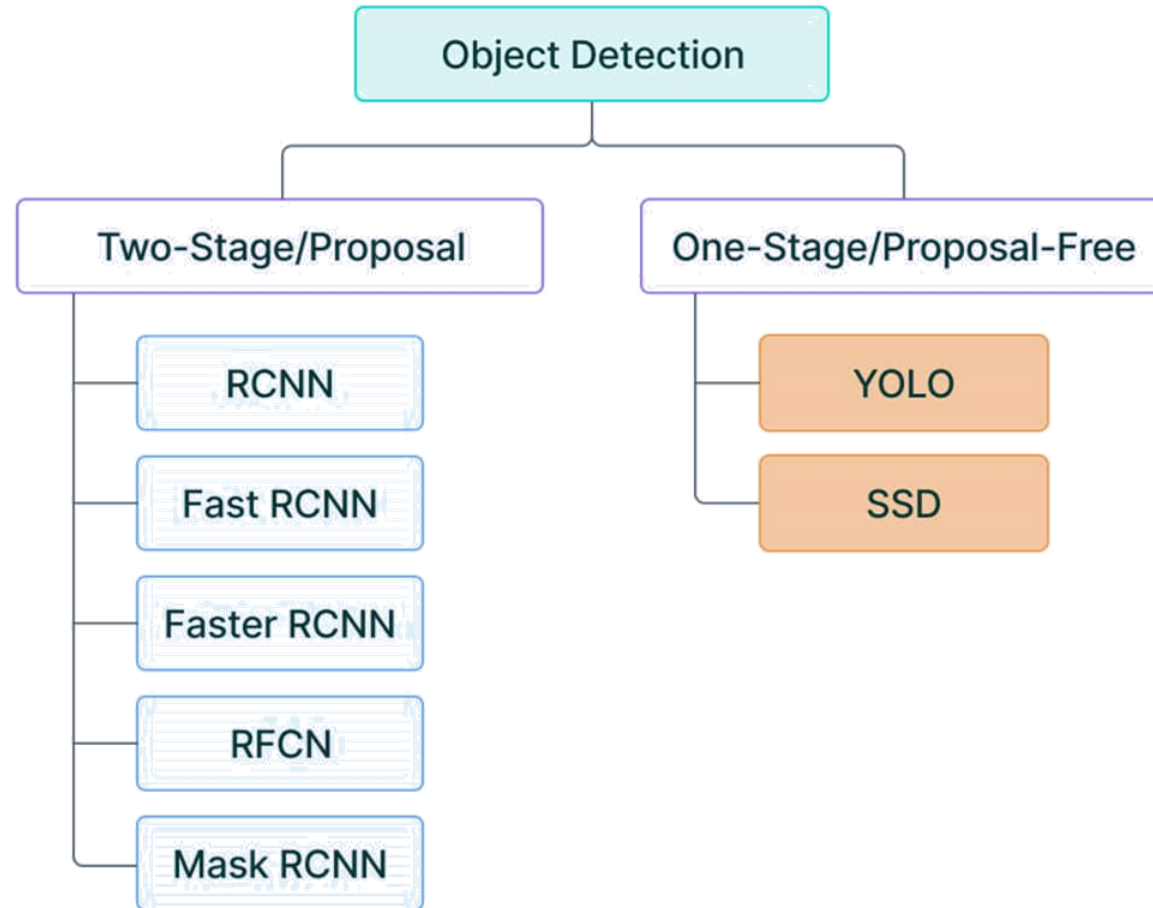 Object Detection
Two-Stage/Proposal
One-Stage/Proposal-Free
RCNN
Fast RCNN
Faster RCNN
RFCN
Mask RCNN
YOLO
SSD